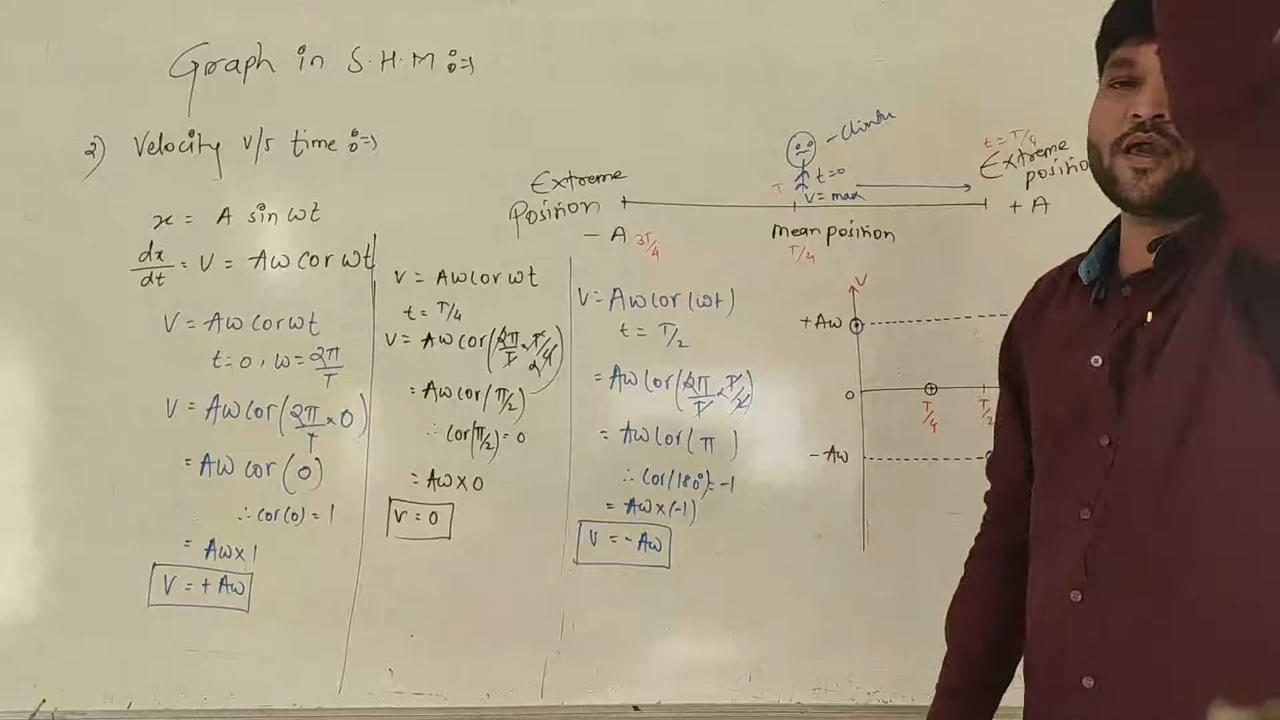 Graph in S.H.M :⇒
2) Velocity v/s time :⇒
x = A sin ωt
dx/dt = V = Aω cos ωt
V = Aω cos ωt
t=0, ω = 2π/T
V = Aω cos(2π/T × 0)
= Aω cos (0)
∴ cos(0) = 1
= Aω × 1
V = + Aω
V = Aω cos ωt
t = T/4
V = Aω cos(2π/T × T/4)
= Aω cos(π/2)
∴ cos(π/2) = 0
= Aω × 0
V = 0
V = Aω cos(ωt)
t = T/2
= Aω cos(2π/T × T/2)
= Aω cos(π)
∴ cos(180°) = -1
= Aω × (-1)
V = - Aω
t=0
T
V = max
t = T/4
Extreme
Position
Extreme
position
- A
3T/4
mean position
T/4
+ A
V
+Aω
0
T/4
T/2
- Aω